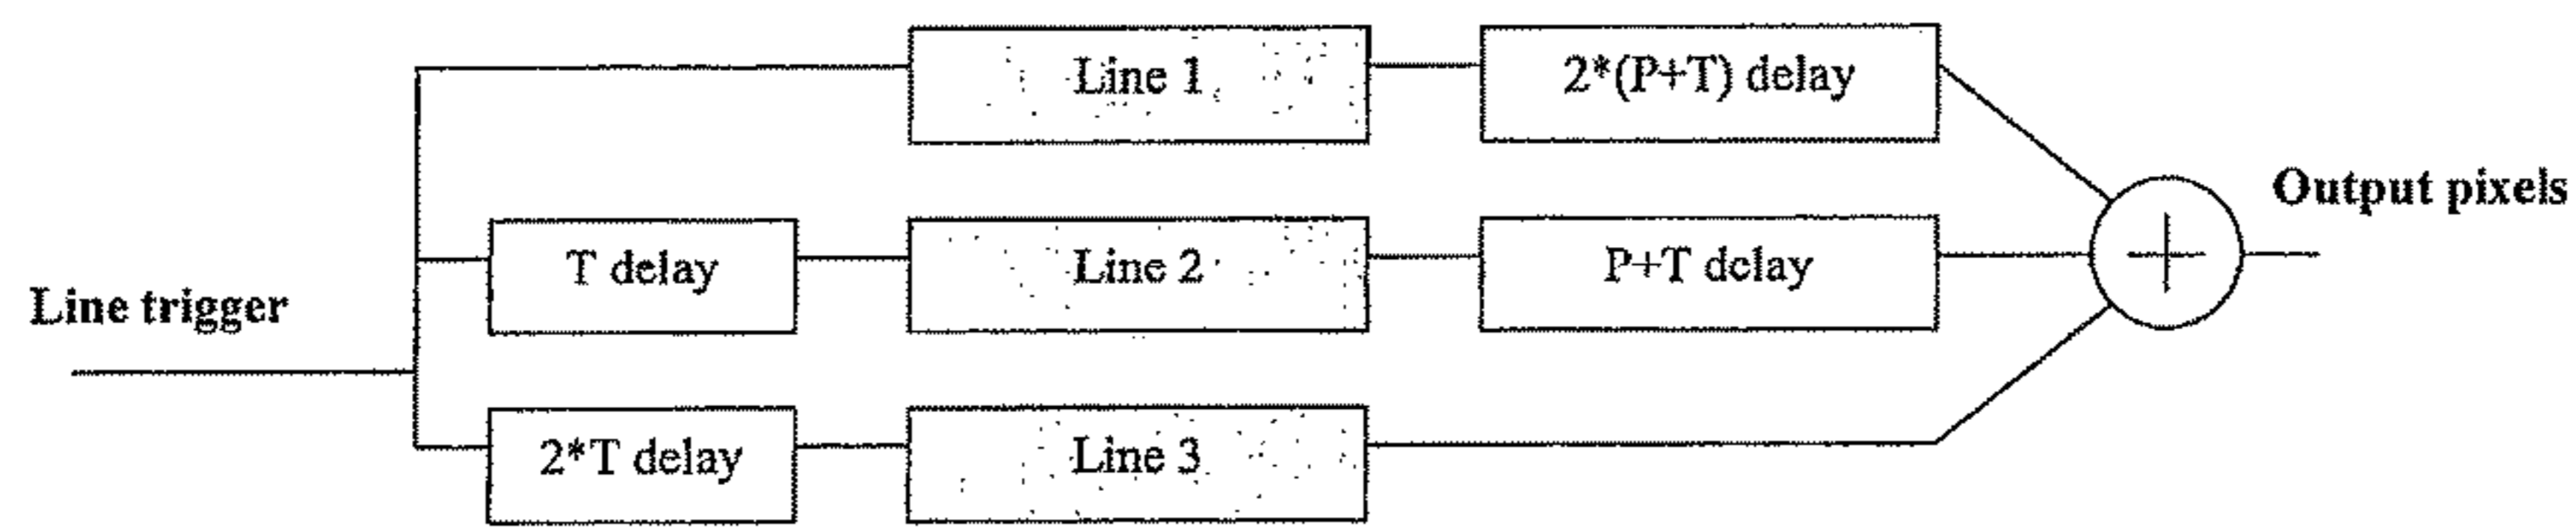 Line 1
2*(P+T) delay
Output pixels
T delay
Line 2
P+T delay
Line trigger
2*T delay
Line 3